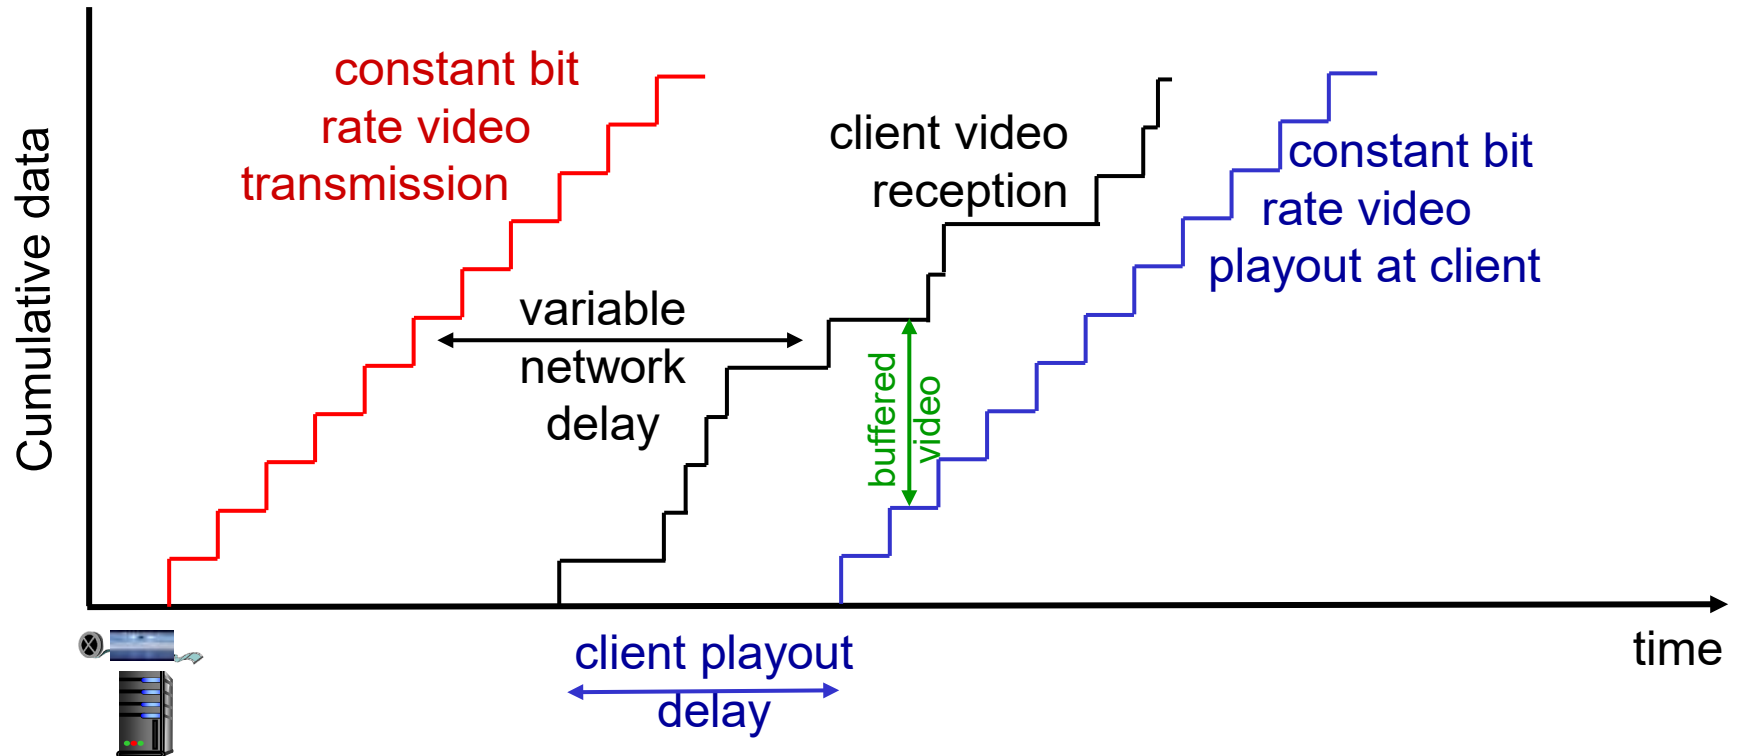 constant bit
rate video
transmission
client video
reception
constant bit
rate video
playout at client
Cumulative data
variable
network
delay
buffered
video
client playout
delay
time